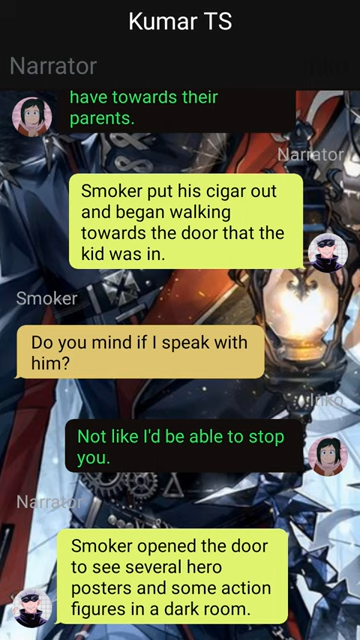 Kumar TS
Narrator
Inko
have towards their
parents.
Narrator
Smoker put his cigar out
and began walking
towards the door that the
kid was in.
Smoker
Do you mind if I speak with
him?
Inko
Not like I'd be able to stop
you.
Narrator
Smoker opened the door
to see several hero
posters and some action
figures in a dark room.